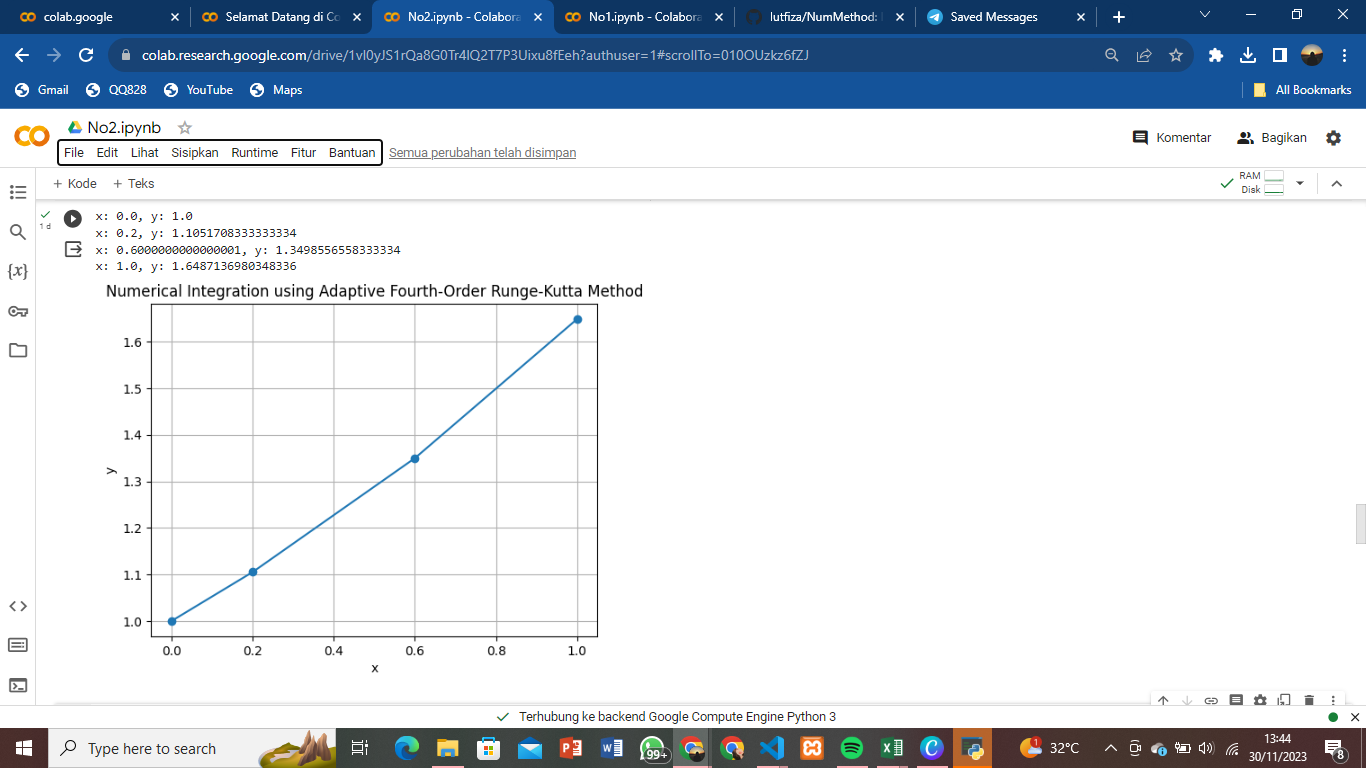 colab.google
Selamat Datang di Co
No2.ipynb - Colabora
No1.ipynb - Colabora
lutfiza/NumMethod:
Saved Messages
colab.research.google.com/drive/1vI0yJS1rQa8G0Tr4IQ2T7P3Uixu8fEeh?authuser=1#scrollTo=010OUzkz6fZJ
Gmail
QQ828
YouTube
Maps
All Bookmarks
No2.ipynb
File Edit Lihat Sisipkan Runtime Fitur Bantuan Semua perubahan telah disimpan
Komentar
Bagikan
+ Kode + Teks
RAM
Disk
1 d
x: 0.0, y: 1.0
x: 0.2, y: 1.1051708333333334
x: 0.6000000000000001, y: 1.3498556558333334
x: 1.0, y: 1.6487136980348336
Numerical Integration using Adaptive Fourth-Order Runge-Kutta Method
1.6
1.5
1.4
1.3
1.2
1.1
1.0
y
0.0 0.2 0.4 0.6 0.8 1.0
x
{x}
Terhubung ke backend Google Compute Engine Python 3
Type here to search
99+
1
32°C
13:44
30/11/2023
8